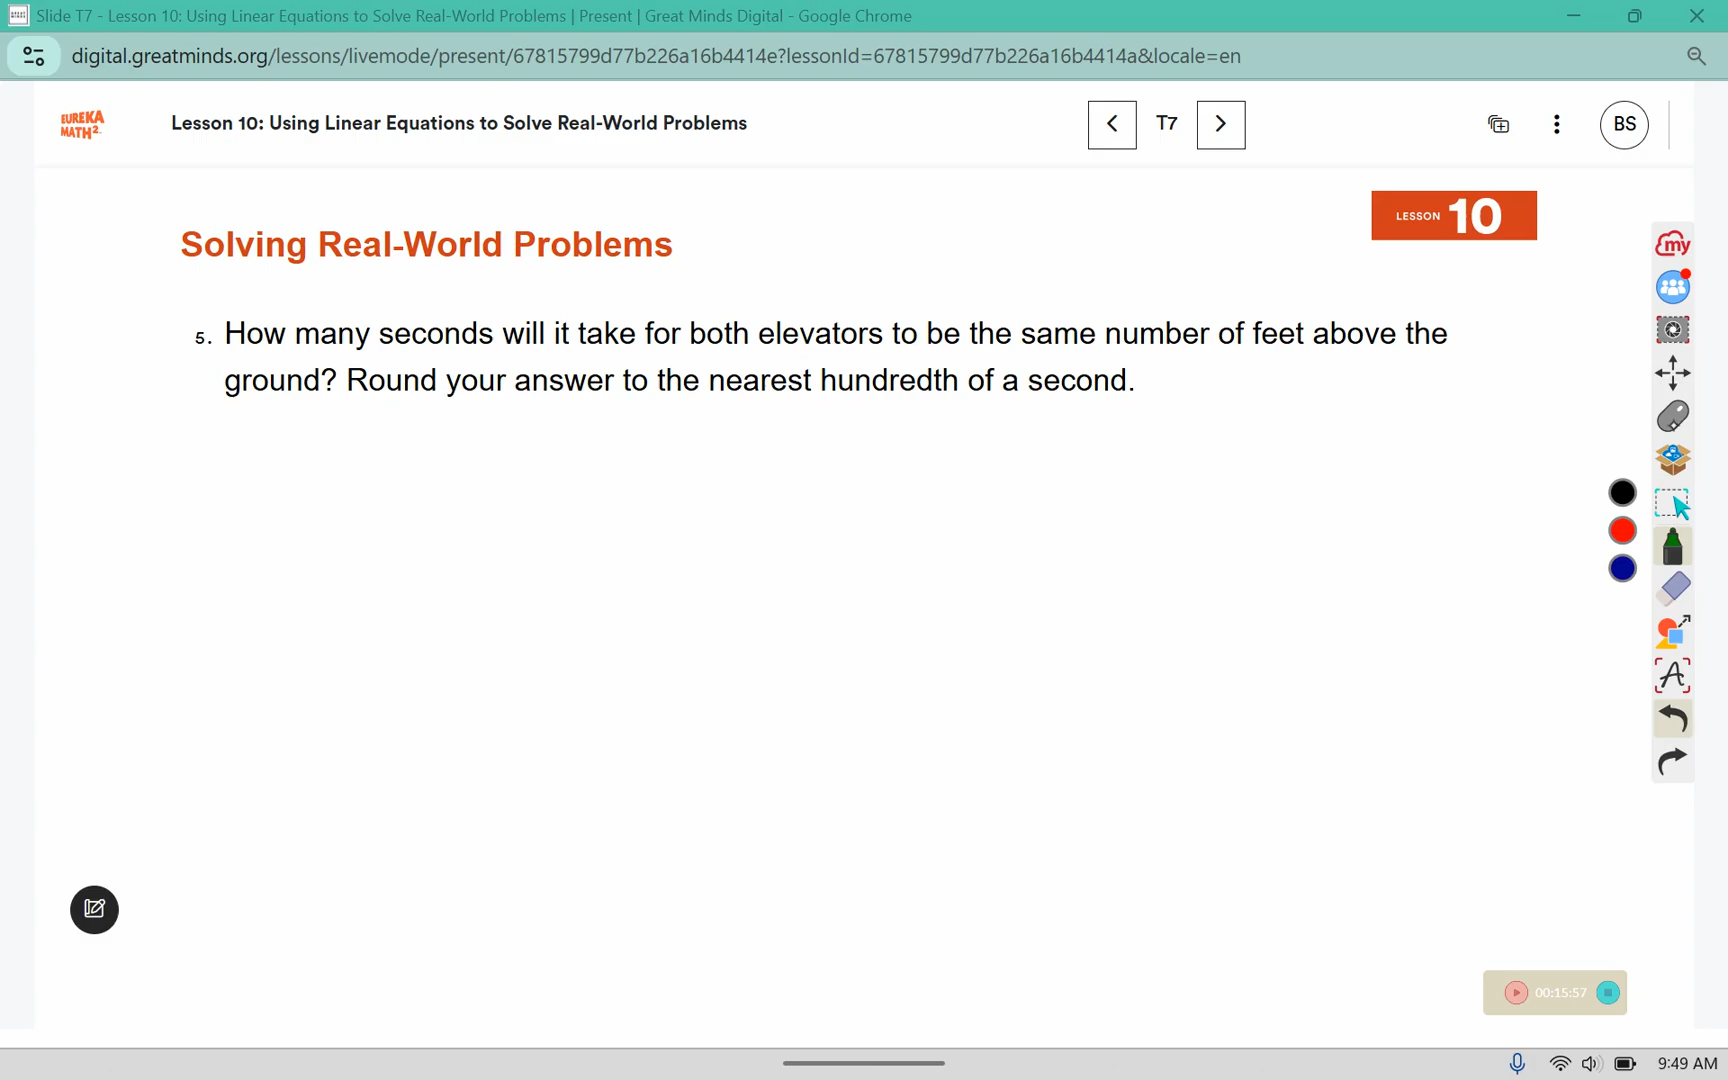 Slide T7 - Lesson 10: Using Linear Equations to Solve Real-World Problems | Present | Great Minds Digital - Google Chrome
digital.greatminds.org/lessons/livemode/present/67815799d77b226a16b4414e?lessonId=67815799d77b226a16b4414a&locale=en
EUREKA
MATH²
Lesson 10: Using Linear Equations to Solve Real-World Problems
T7
BS
LESSON 10
Solving Real-World Problems
my
5. How many seconds will it take for both elevators to be the same number of feet above the
ground? Round your answer to the nearest hundredth of a second.
A
00:15:57
9:49 AM